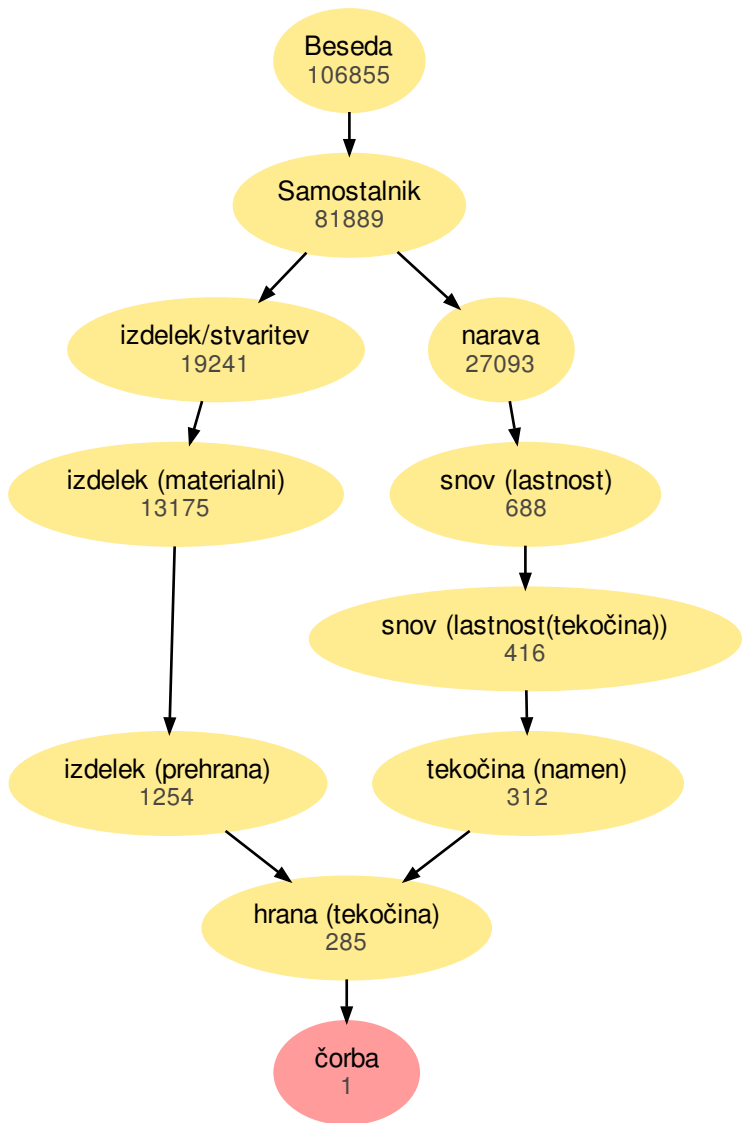 Beseda
106855
Samostalnik
81889
izdelek/stvaritev
19241
narava
27093
izdelek (materialni)
13175
snov (lastnost)
688
snov (lastnost(tekočina))
416
izdelek (prehrana)
1254
tekočina (namen)
312
hrana (tekočina)
285
čorba
1